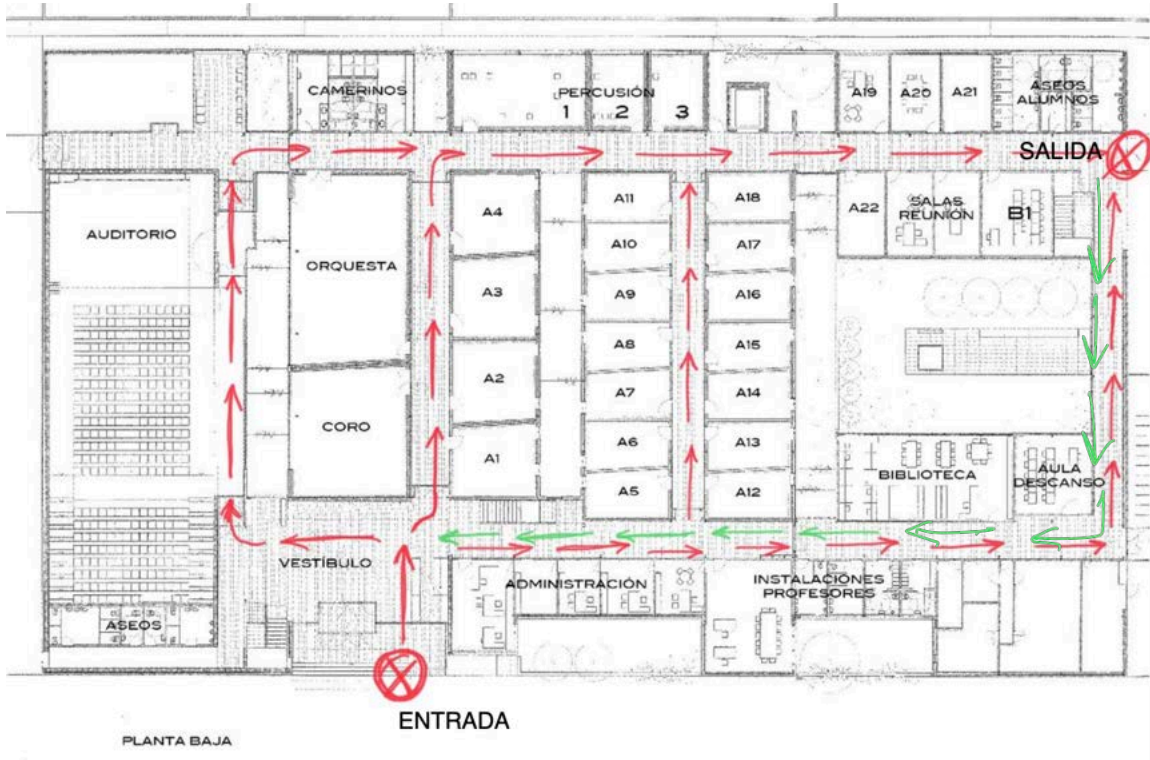 CAMERINOS
PERCUSIÓN
1 2 3
A19 A20 A21
ASEOS
ALUMNOS
SALIDA
AUDITORIO
ORQUESTA
CORO
A4
A3
A2
A1
A11
A10
A9
A8
A7
A6
A5
A18
A17
A16
A15
A14
A13
A12
A22
SALAS
REUNIÓN
B1
BIBLIOTECA
AULA
DESCANSO
VESTÍBULO
ADMINISTRACIÓN
INSTALACIONES
PROFESORES
ASEOS
ENTRADA
PLANTA BAJA